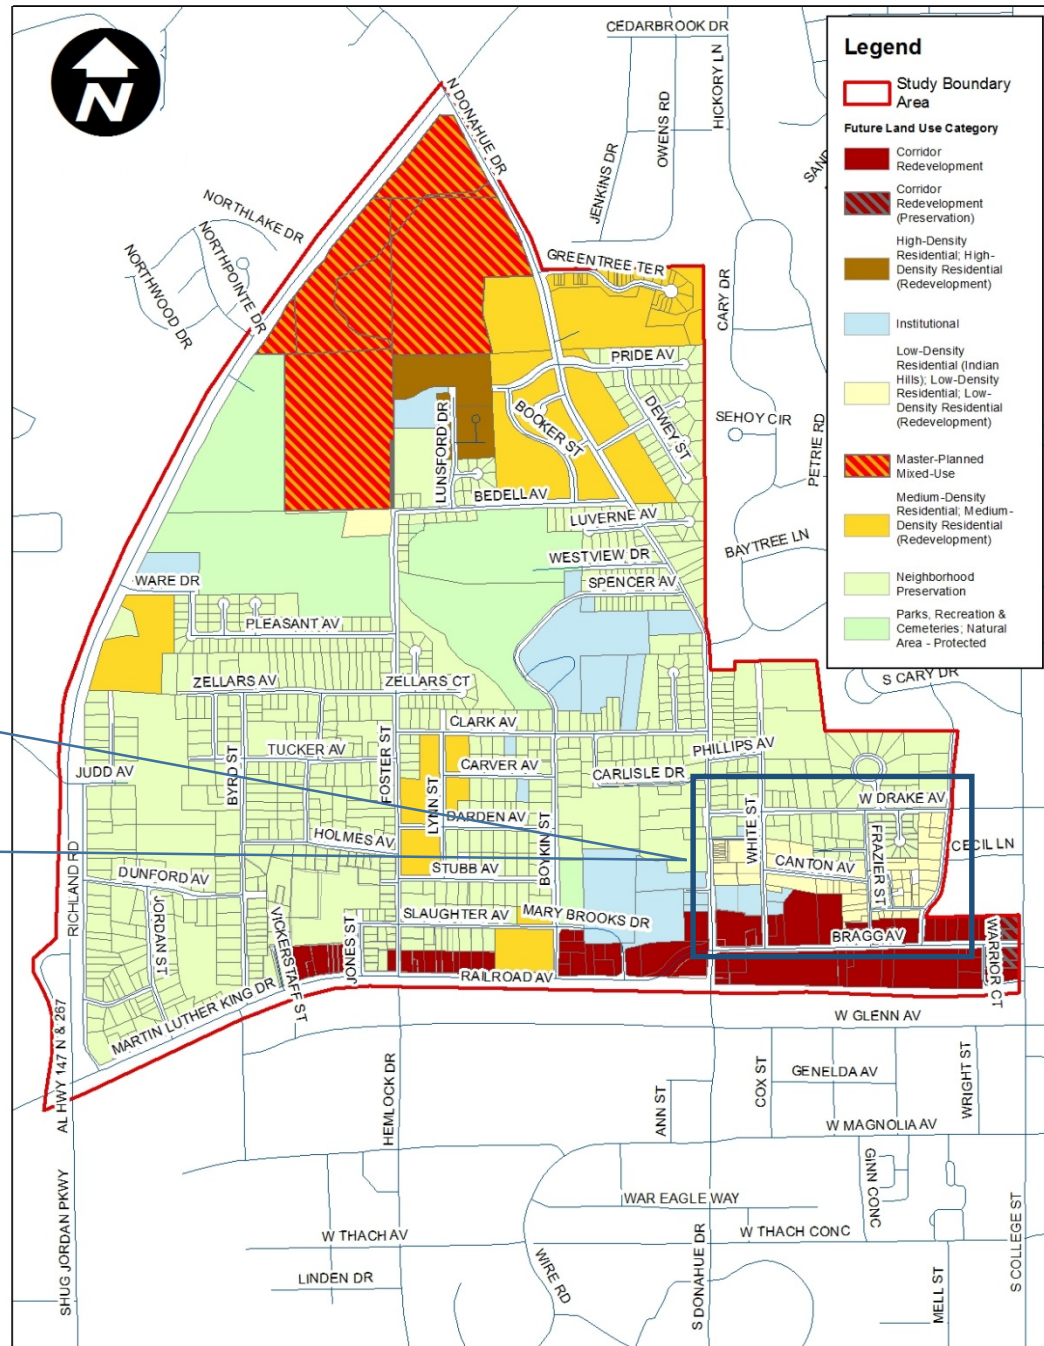 CEDARBROOK DR
N
N DONAHUE DR
JENKINS DR
OWENS RD
HICKORY LN
SAND
NORTHLAKE DR
NORTHPOINTE DR
NORTHWOOD DR
GREENTREE TER
CARY DR
PRIDE AV
DEWEY ST
SEHOY CIR
PETRIE RD
BOOKER ST
LUNSFORD DR
BEDELL AV
LUVERNE AV
BAYTREE LN
WESTVIEW DR
SPENCER AV
WARE DR
PLEASANT AV
ZELLARS AV
ZELLARS CT
S CARY DR
CLARK AV
PHILLIPS AV
TUCKER AV
CARVER AV
CARLISLE DR
JUDD AV
BYRD ST
FOSTER ST
LYNN ST
DARDEN AV
BOYKIN ST
WHITE ST
W DRAKE AV
FRAZIER ST
CECIL LN
HOLMES AV
STUBB AV
CANTON AV
RICHLAND RD
DUNFORD AV
JORDAN ST
VICKERSTAFF ST
JONES ST
SLAUGHTER AV
MARY BROOKS DR
BRAGG AV
WARRIOR CT
RAILROAD AV
MARTIN LUTHER KING DR
W GLENN AV
AL HWY 147 N & 267
HEMLOCK DR
ANN ST
COX ST
GENELDA AV
WRIGHT ST
W MAGNOLIA AV
GINN CONC
WAR EAGLE WAY
W THACH AV
W THACH CONC
LINDEN DR
WIRE RD
SHUG JORDAN PKWY
S DONAHUE DR
MELL ST
S COLLEGE ST
Legend
Study Boundary
Area
Future Land Use Category
Corridor
Redevelopment
Corridor
Redevelopment
(Preservation)
High-Density
Residential; High-
Density Residential
(Redevelopment)
Institutional
Low-Density
Residential (Indian
Hills); Low-Density
Residential; Low-
Density Residential
(Redevelopment)
Master-Planned
Mixed-Use
Medium-Density
Residential; Medium-
Density Residential
(Redevelopment)
Neighborhood
Preservation
Parks, Recreation &
Cemeteries; Natural
Area - Protected